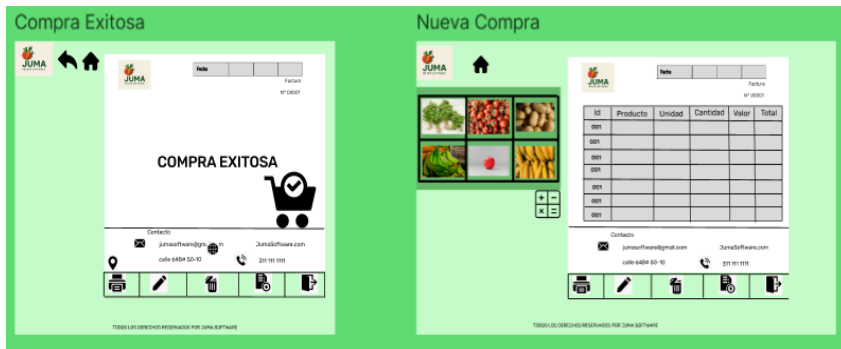 Compra Exitosa
JUMA
JUMA
Fecha
Factura
N° 00001
COMPRA EXITOSA
Contacto
JumaSoftware.com
calle 64B# 50-10
311 111 1111
TODOS LOS DERECHOS RESERVADOS POR JUMA SOFTWARE
Nueva Compra
JUMA
JUMA
Fecha
Factura
N° 00001
Id Producto Unidad Cantidad Valor Total
001
001
001
001
001
001
001
Contacto
jumasoftware@gmail.com JumaSoftware.com
calle 64B# 50-10 311 111 1111
TODOS LOS DERECHOS RESERVADOS POR JUMA SOFTWARE